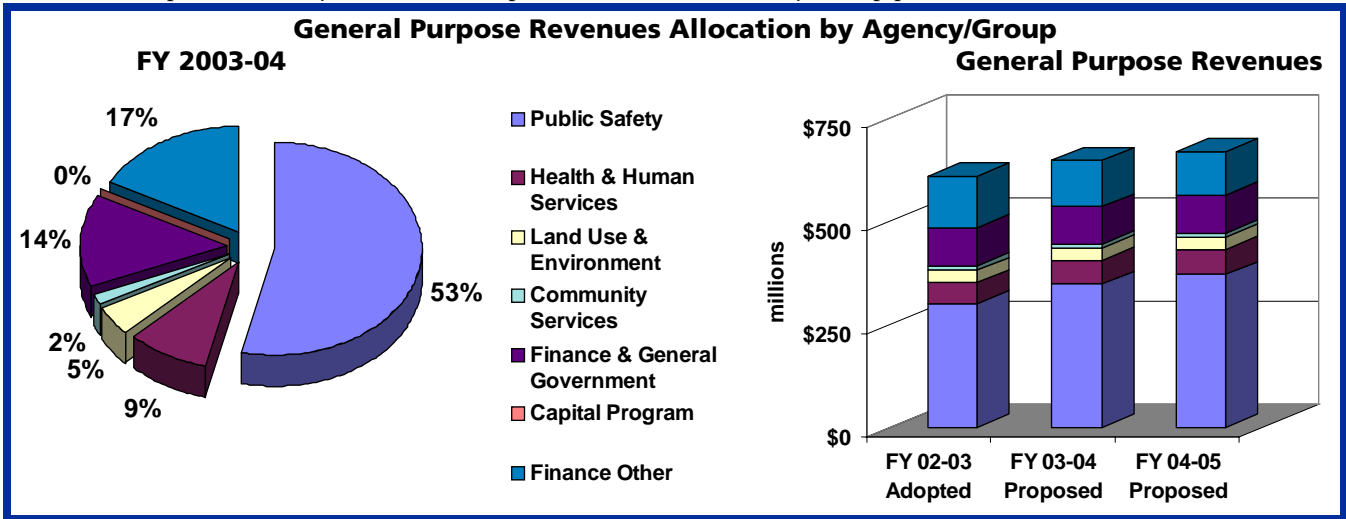 General Purpose Revenues Allocation by Agency/Group
FY 2003-04
General Purpose Revenues
17%
0%
14%
2%
5%
9%
53%
Public Safety
Health & Human
Services
Land Use &
Environment
Community
Services
Finance & General
Government
Capital Program
Finance Other
$750
$500
$250
$0
millions
FY 02-03
Adopted
FY 03-04
Proposed
FY 04-05
Proposed